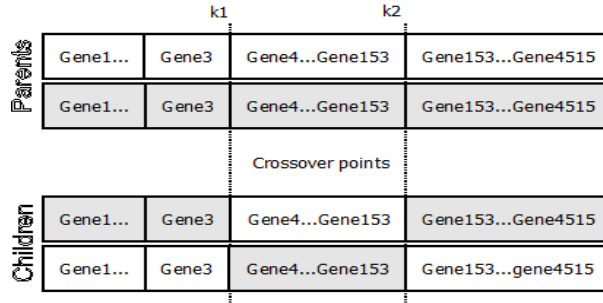 k1 k2
Parents
Gene1... Gene3 Gene4...Gene153 Gene153...Gene4515
Gene1... Gene3 Gene4...Gene153 Gene153...Gene4515
Crossover points
Children
Gene1... Gene3 Gene4...Gene153 Gene153...Gene4515
Gene1... Gene3 Gene4...Gene153 Gene153...gene4515